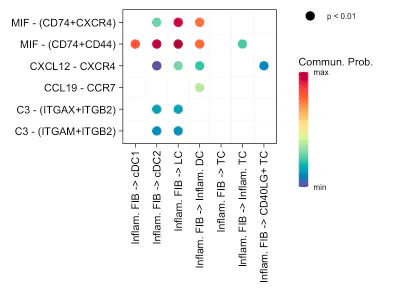 MIF - (CD74+CXCR4)
MIF - (CD74+CD44)
CXCL12 - CXCR4
CCL19 - CCR7
C3 - (ITGAX+ITGB2)
C3 - (ITGAM+ITGB2)
Inflam. FIB -> cDC1
Inflam. FIB -> cDC2
Inflam. FIB -> LC
Inflam. FIB -> Inflam. DC
Inflam. FIB -> TC
Inflam. FIB -> Inflam. TC
Inflam. FIB -> CD40LG+ TC
p < 0.01
Commun. Prob.
max
min